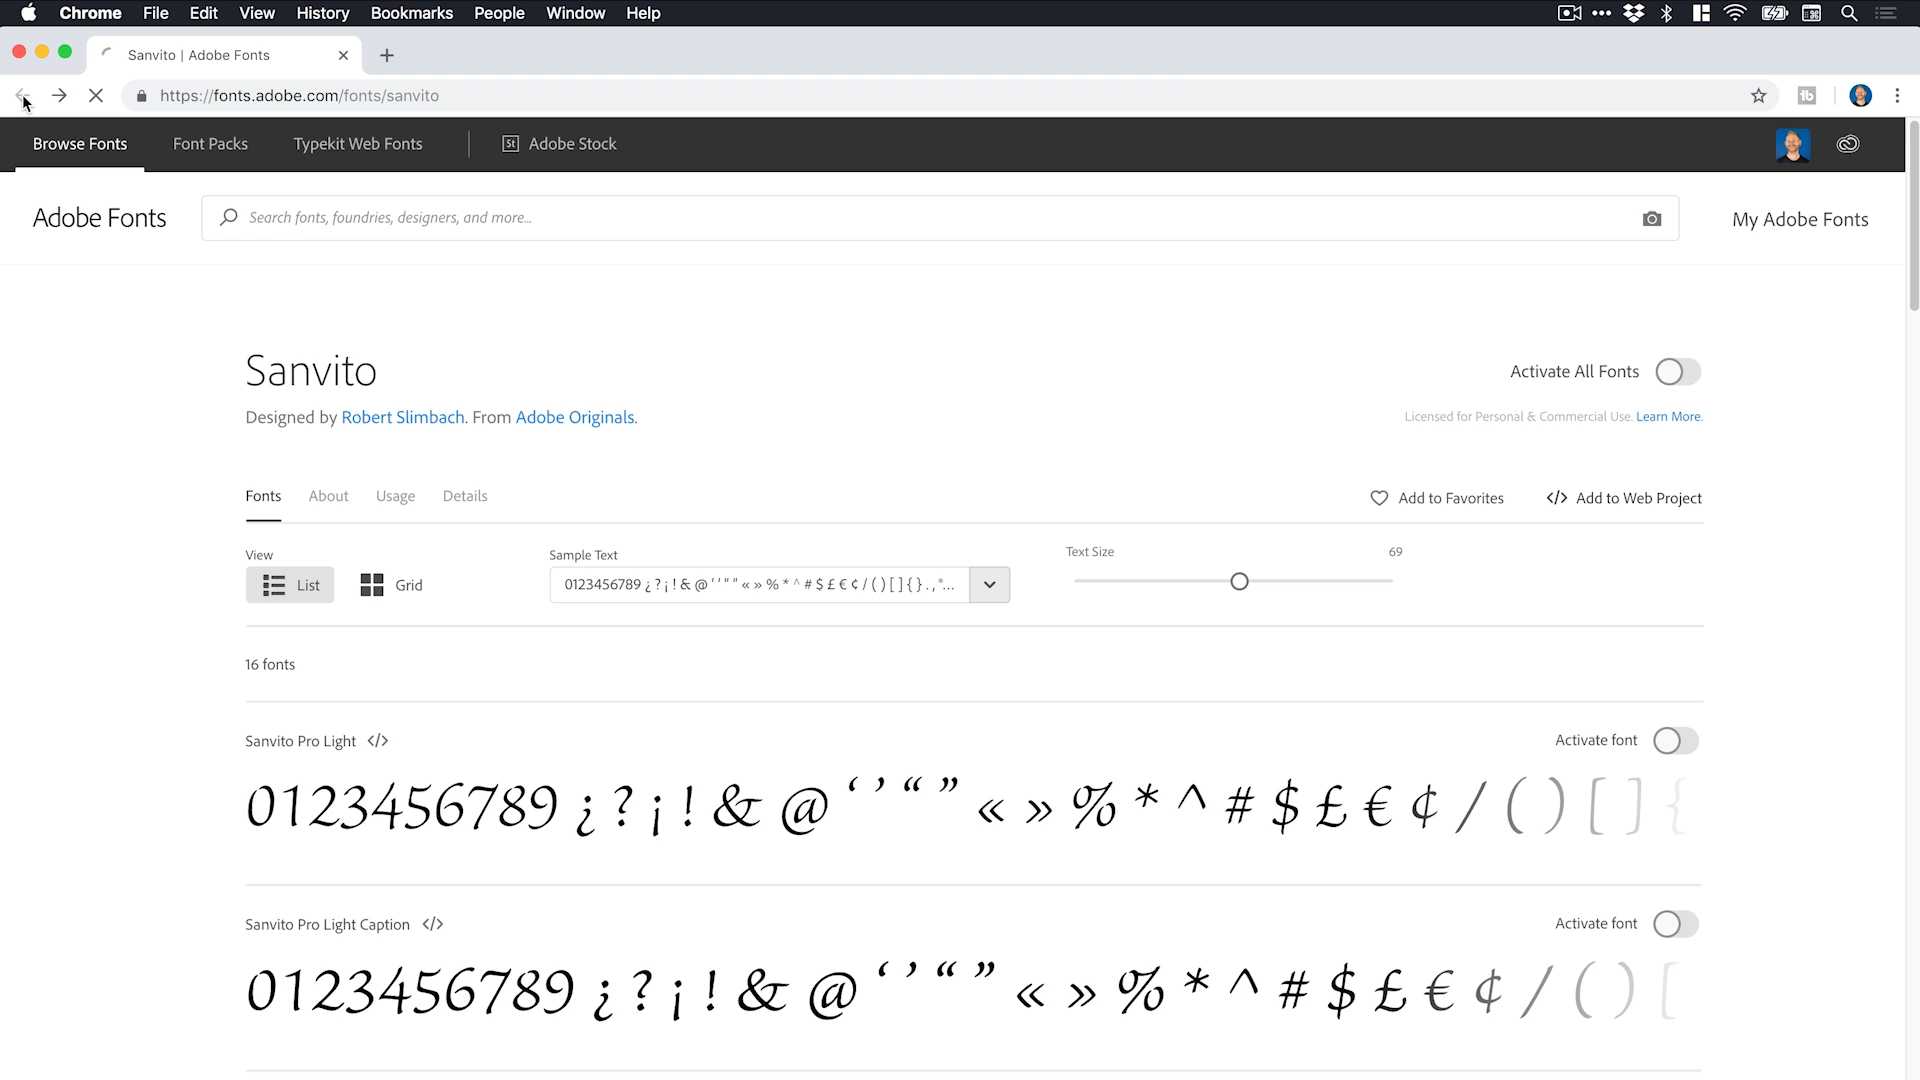 Chrome File Edit View History Bookmarks People Window Help
Sanvito | Adobe Fonts
https://fonts.adobe.com/fonts/sanvito
Browse Fonts Font Packs Typekit Web Fonts St Adobe Stock
Adobe Fonts Search fonts, foundries, designers, and more... My Adobe Fonts
Sanvito Activate All Fonts
Designed by Robert Slimbach. From Adobe Originals. Licensed for Personal & Commercial Use. Learn More.
Fonts About Usage Details Add to Favorites </> Add to Web Project
View Sample Text Text Size 69
List Grid 0123456789 ¿ ? ¡ ! & @ ‘ ’ “ ” « » % * ^ # $ £ € ¢ / ( ) [ ] { } . , ®...
16 fonts
Sanvito Pro Light </> Activate font
0123456789 ¿ ? ¡ ! & @ ‘ ’ “ ” « » % * ^ # $ £ € ¢ / ( ) [ ] {
Sanvito Pro Light Caption </> Activate font
0123456789 ¿ ? ¡ ! & @ ‘ ’ “ ” « » % * ^ # $ £ € ¢ / ( ) [